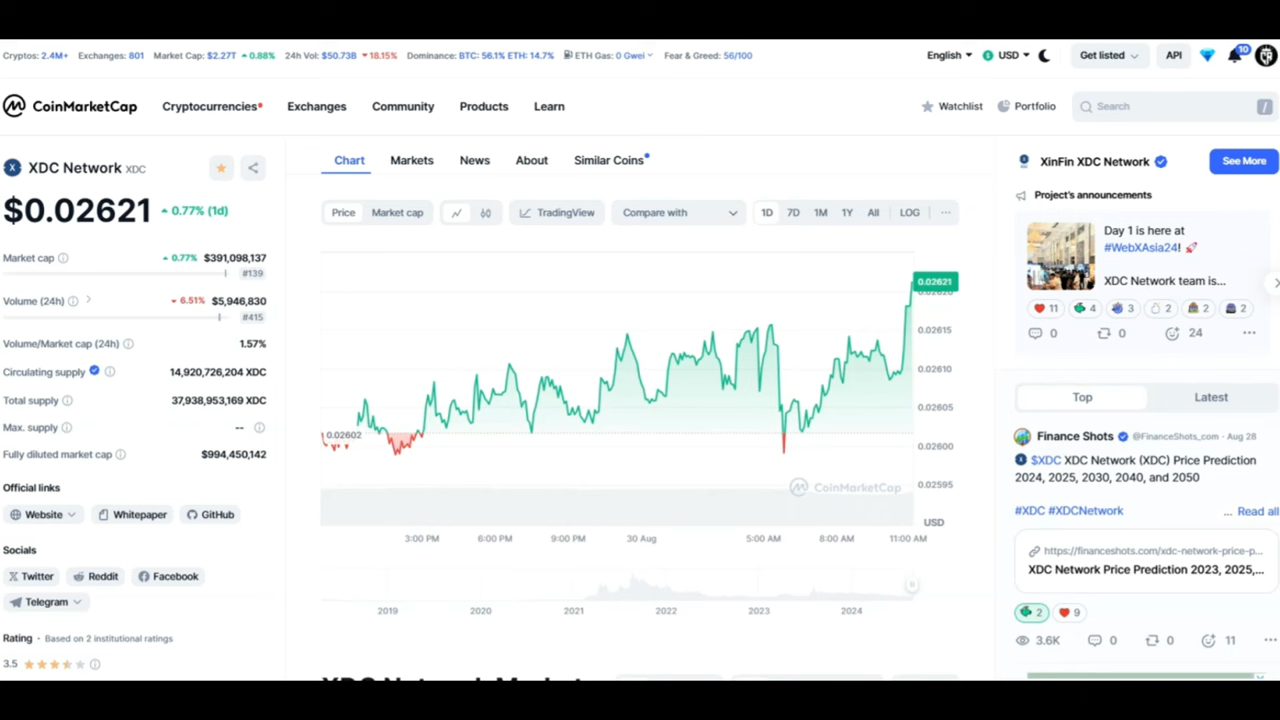 Cryptos: 2.4M+ Exchanges: 801 Market Cap: $2.27T 0.88% 24h Vol: $50.73B 18.15% Dominance: BTC: 56.1% ETH: 14.7% ETH Gas: 0 Gwei Fear & Greed: 56/100
English USD Get listed API 10
CoinMarketCap Cryptocurrencies Exchanges Community Products Learn
Watchlist Portfolio Search /
XDC Network XDC
$0.02621 0.77% (1d)
Market cap 0.77% $391,098,137
#139
Volume (24h) 6.51% $5,946,830
#415
Volume/Market cap (24h) 1.57%
Circulating supply 14,920,726,204 XDC
Total supply 37,938,953,169 XDC
Max. supply --
Fully diluted market cap $994,450,142
Official links
Website Whitepaper GitHub
Socials
Twitter Reddit Facebook
Telegram
Rating · Based on 2 institutional ratings
3.5
Chart Markets News About Similar Coins
Price Market cap TradingView Compare with 1D 7D 1M 1Y All LOG ...
0.02621
0.02620
0.02615
0.02610
0.02605
0.02602
0.02600
0.02595
CoinMarketCap
USD
3:00 PM 6:00 PM 9:00 PM 30 Aug 5:00 AM 8:00 AM 11:00 AM
2019 2020 2021 2022 2023 2024
XinFin XDC Network See More
Project's announcements
Day 1 is here at
#WebXAsia24! 🚀
XDC Network team is...
11 4 3 2 2 2
0 0 24 ...
Top Latest
Finance Shots @FinanceShots_com · Aug 28
$XDC XDC Network (XDC) Price Prediction
2024, 2025, 2030, 2040, and 2050
#XDC #XDCNetwork ... Read all
https://financeshots.com/xdc-network-price-p...
XDC Network Price Prediction 2023, 2025,...
2 9
3.6K 0 0 11 ...